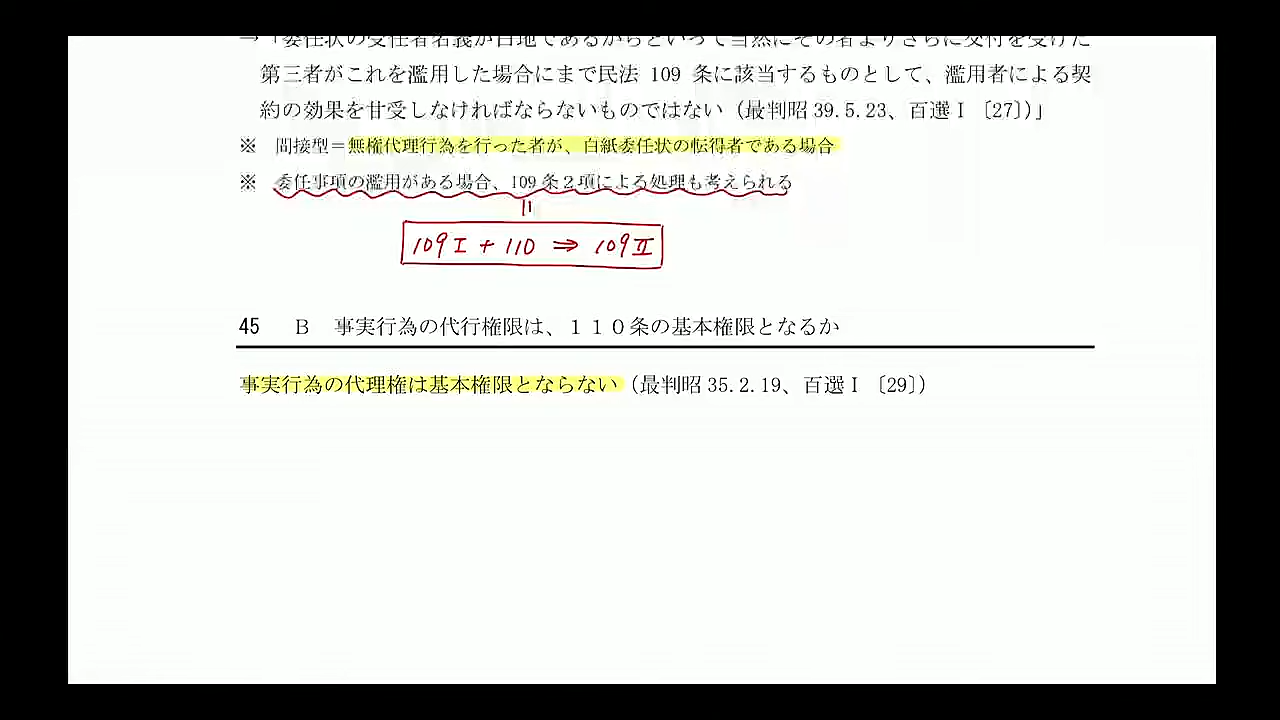 →「委任状の受任者名義が白地であるからといって当然にその者よりさらに交付を受けた
第三者がこれを濫用した場合にまで民法 109 条に該当するものとして、濫用者による契
約の効果を甘受しなければならないものではない（最判昭 39.5.23、百選Ⅰ〔27〕）」
※ 間接型＝無権代理行為を行った者が、白紙委任状の転得者である場合
※ 委任事項の濫用がある場合、109 条２項による処理も考えられる
109Ⅰ + 110 ⇒ 109Ⅱ
45 Ｂ 事実行為の代行権限は、１１０条の基本権限となるか
事実行為の代理権は基本権限とならない（最判昭 35.2.19、百選Ⅰ〔29〕）